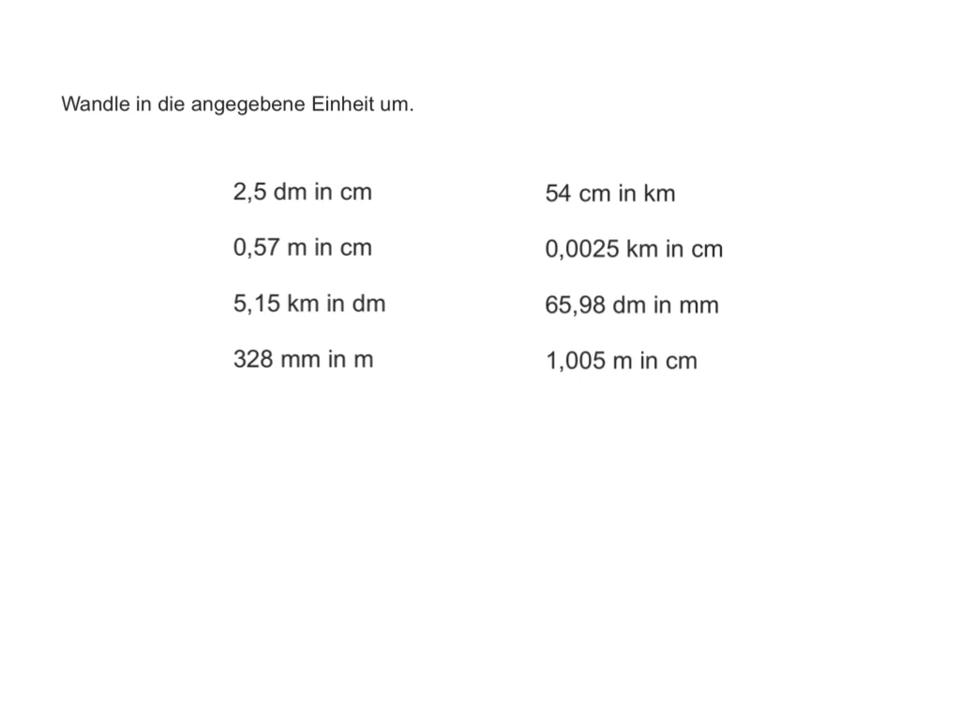 Wandle in die angegebene Einheit um.
2,5 dm in cm
0,57 m in cm
5,15 km in dm
328 mm in m
54 cm in km
0,0025 km in cm
65,98 dm in mm
1,005 m in cm